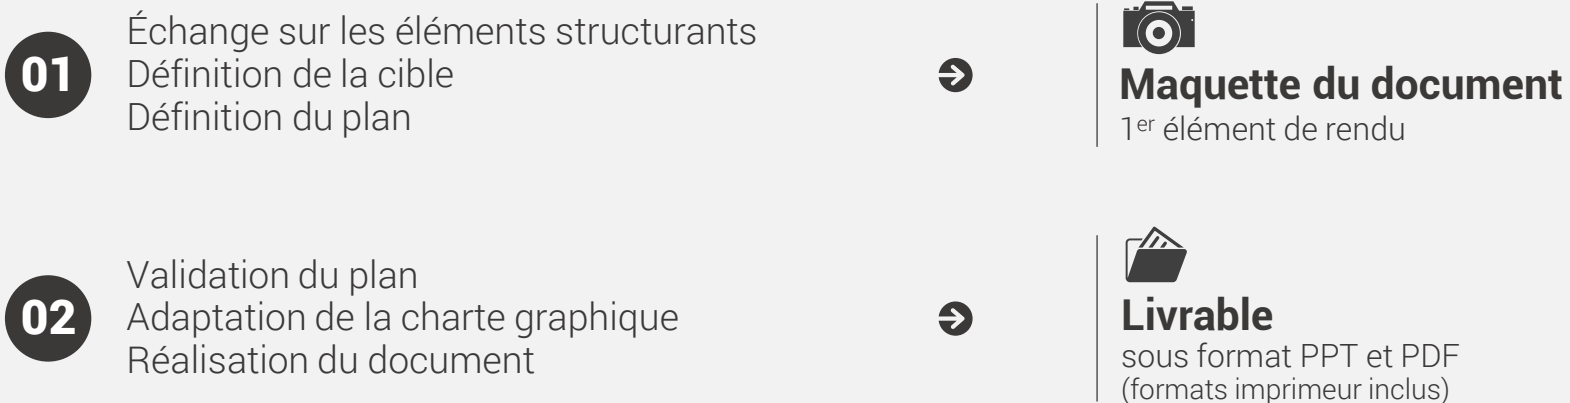 01
Échange sur les éléments structurants
Définition de la cible
Définition du plan
Maquette du document
1er élément de rendu
02
Validation du plan
Adaptation de la charte graphique
Réalisation du document
Livrable
sous format PPT et PDF
(formats imprimeur inclus)